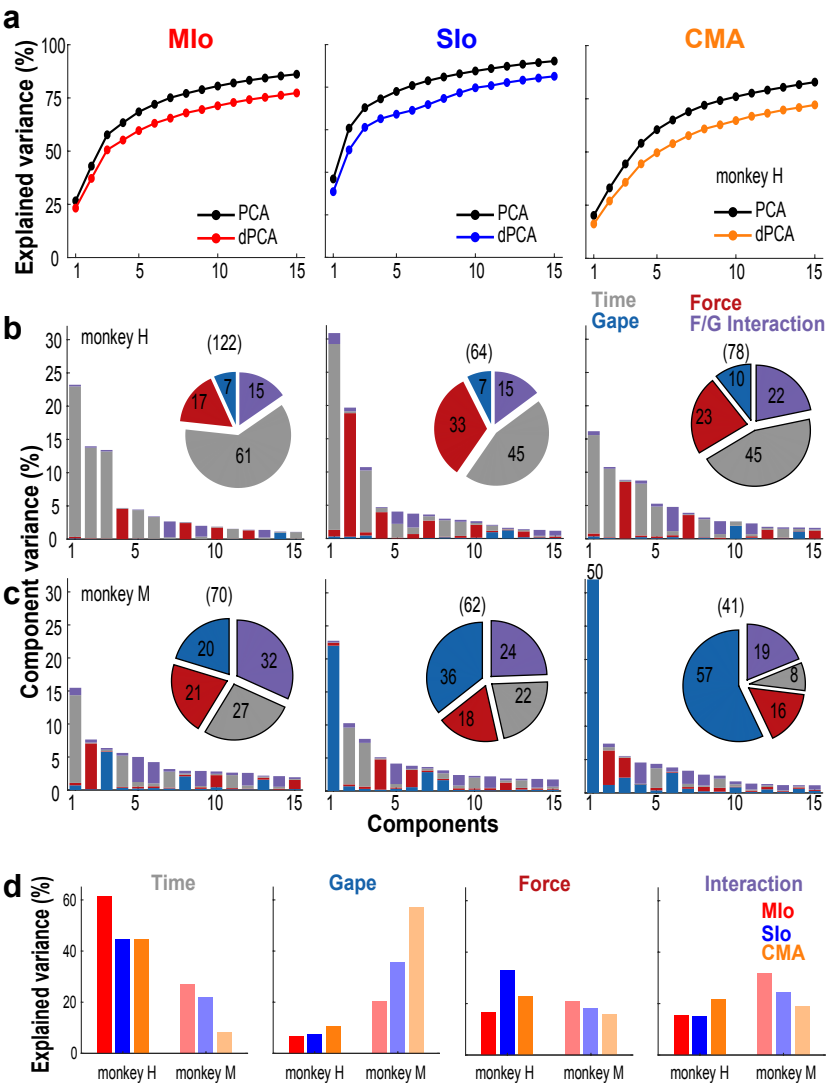 a
MIo SIo CMA
Explained variance (%)
100
75
50
25
0
PCA
dPCA
PCA
dPCA
monkey H
PCA
dPCA
1 5 10 15
1 5 10 15
1 5 10 15
Time Force
Gape F/G Interaction
b
monkey H
Component variance (%)
30
25
20
15
10
5
0
(122)
17 7 15
61
(64)
33 7 15
45
(78)
23 10 22
45
1 5 10 15
1 5 10 15
1 5 10 15
c
monkey M
30
25
20
15
10
5
0
(70)
20 32
21 27
(62)
36 24
18 22
50
(41)
57 19
8
16
1 5 10 15
1 5 10 15
1 5 10 15
Components
d
Explained variance (%)
60
40
20
0
Time Gape Force Interaction
MIo
SIo
CMA
monkey H monkey M
monkey H monkey M
monkey H monkey M
monkey H monkey M